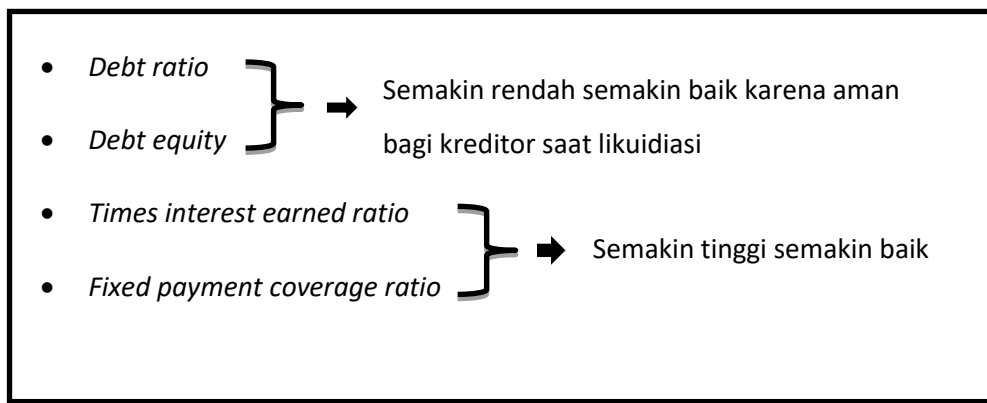 • Debt ratio
• Debt equity
Semakin rendah semakin baik karena aman
bagi kreditor saat likuidiasi
• Times interest earned ratio
• Fixed payment coverage ratio
Semakin tinggi semakin baik